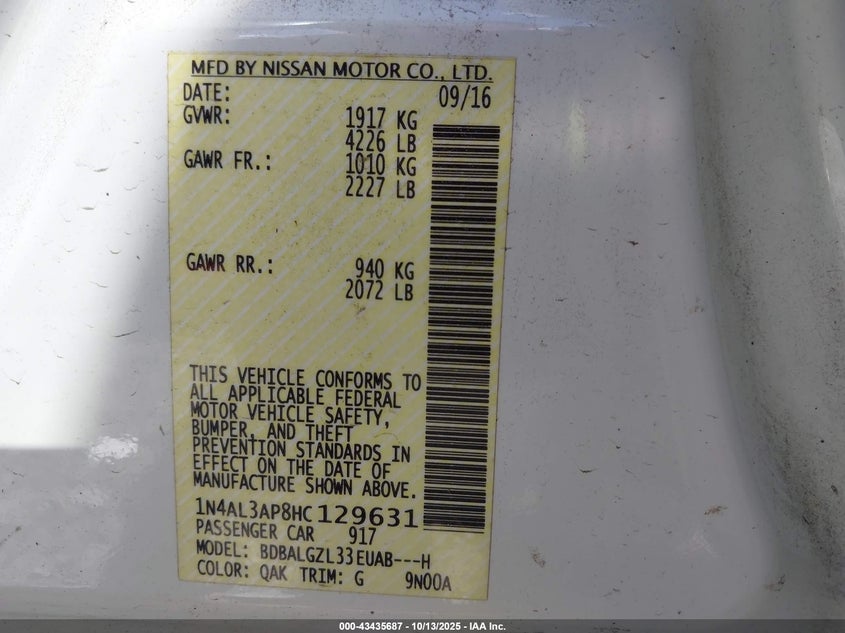 MFD BY NISSAN MOTOR CO., LTD.
DATE: 09/16
GVWR: 1917 KG
4226 LB
GAWR FR.: 1010 KG
2227 LB
GAWR RR.: 940 KG
2072 LB
THIS VEHICLE CONFORMS TO
ALL APPLICABLE FEDERAL
MOTOR VEHICLE SAFETY,
BUMPER, AND THEFT
PREVENTION STANDARDS IN
EFFECT ON THE DATE OF
MANUFACTURE SHOWN ABOVE.
1N4AL3AP8HC129631
PASSENGER CAR 917
MODEL: BDBALGZL33EUAB---H
COLOR: QAK TRIM: G 9N00A
000-43435687 - 10/13/2025 - IAA Inc.